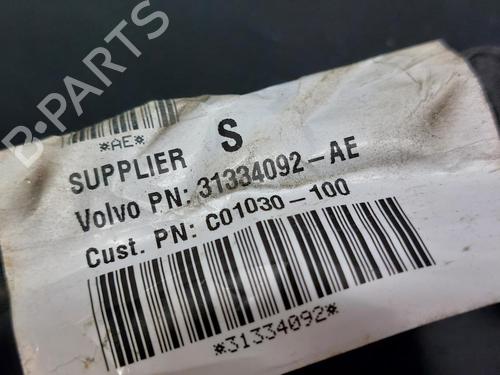 B-PARTS
*AE*
SUPPLIER S
Volvo PN: 31334092-AE
Cust. PN: C01030-100
*31334092*